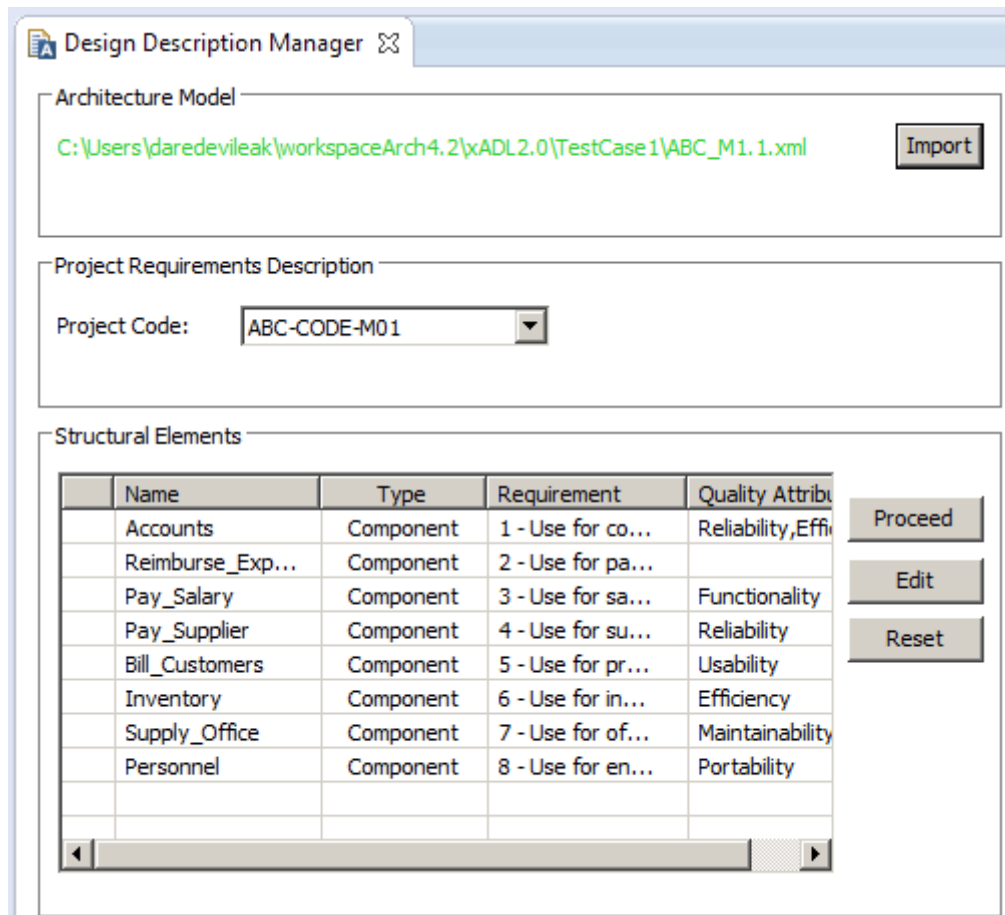 Design Description Manager
Architecture Model
C:\Users\daredevileak\workspaceArch4.2\xADL2.0\TestCase1\ABC_M1.1.xml Import
Project Requirements Description
Project Code: ABC-CODE-M01
Structural Elements
Name Type Requirement Quality Attribu
Accounts Component 1 - Use for co... Reliability,Effi
Reimburse_Exp... Component 2 - Use for pa...
Pay_Salary Component 3 - Use for sa... Functionality
Pay_Supplier Component 4 - Use for su... Reliability
Bill_Customers Component 5 - Use for pr... Usability
Inventory Component 6 - Use for in... Efficiency
Supply_Office Component 7 - Use for of... Maintainability
Personnel Component 8 - Use for en... Portability
Proceed
Edit
Reset